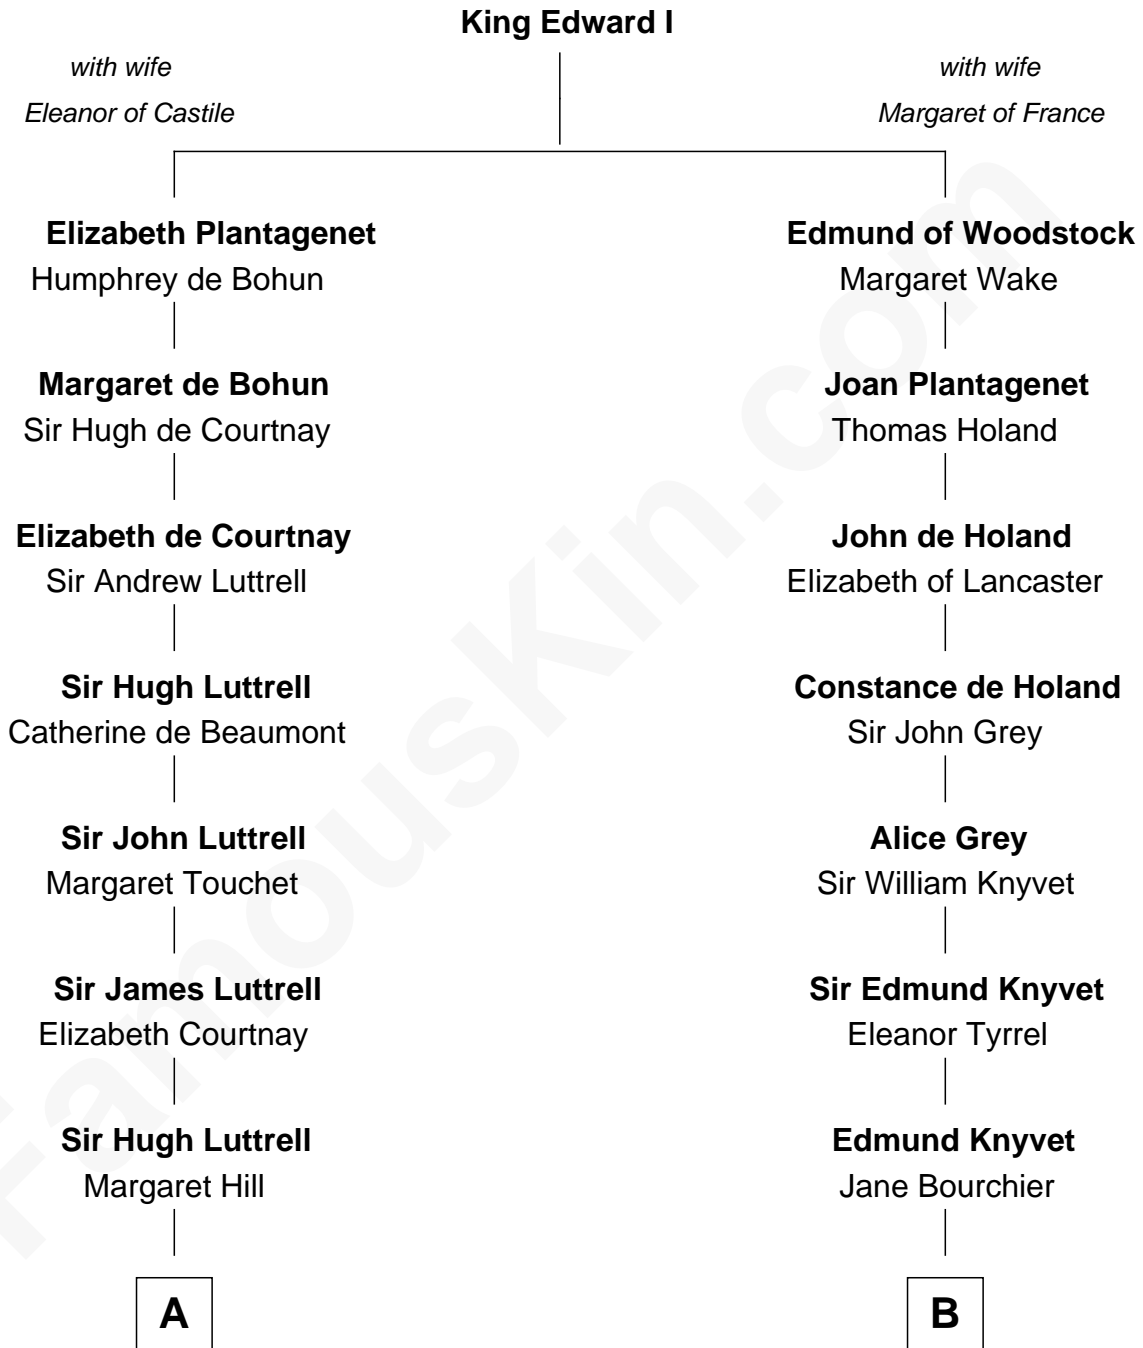 King Edward I
with wife
Eleanor of Castile
with wife
Margaret of France
Elizabeth Plantagenet
Humphrey de Bohun
Edmund of Woodstock
Margaret Wake
Margaret de Bohun
Sir Hugh de Courtnay
Joan Plantagenet
Thomas Holand
Elizabeth de Courtnay
Sir Andrew Luttrell
John de Holand
Elizabeth of Lancaster
Sir Hugh Luttrell
Catherine de Beaumont
Constance de Holand
Sir John Grey
Sir John Luttrell
Margaret Touchet
Alice Grey
Sir William Knyvet
Sir James Luttrell
Elizabeth Courtnay
Sir Edmund Knyvet
Eleanor Tyrrel
Sir Hugh Luttrell
Margaret Hill
Edmund Knyvet
Jane Bourchier
A
B
FamousKin.com